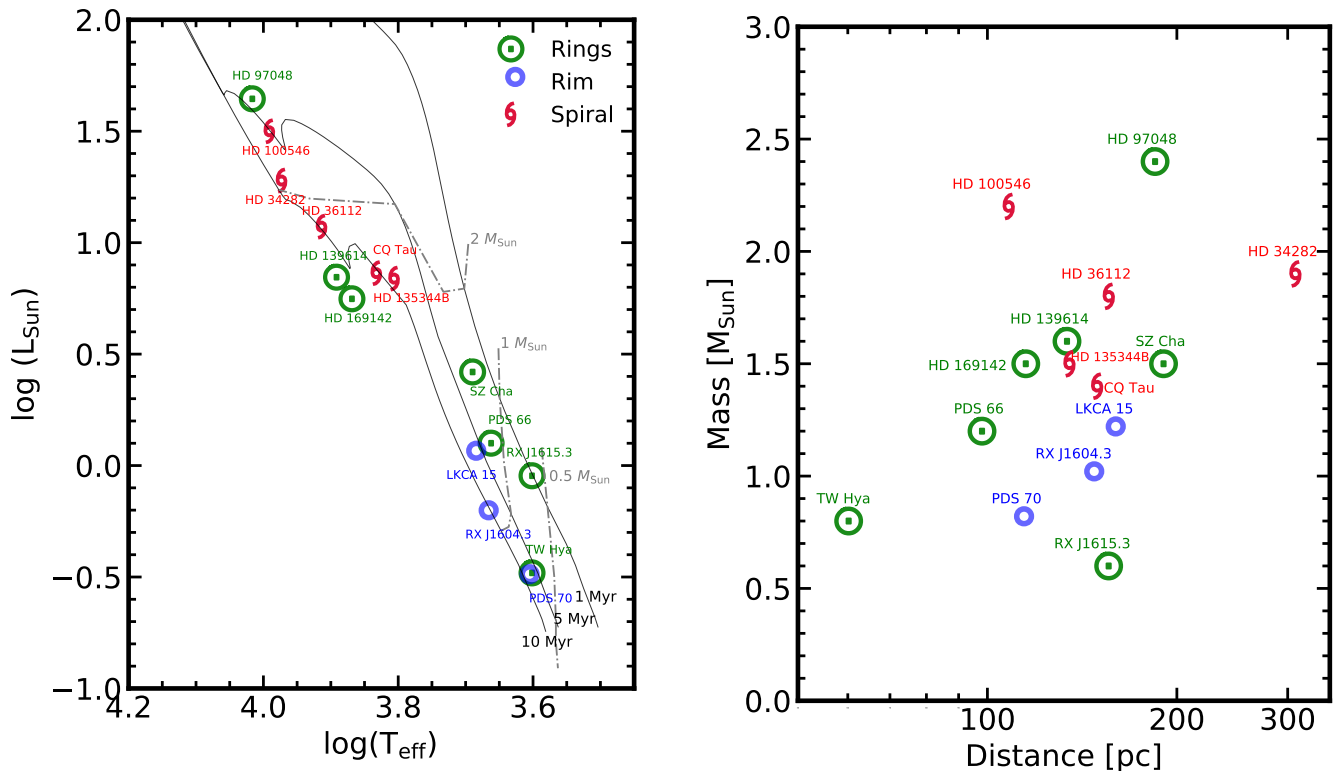 2.0
1.5
1.0
0.5
0.0
−0.5
−1.0
4.2
4.0
3.8
3.6
log (L_Sun)
log(T_eff)
Rings
Rim
Spiral
HD 97048
HD 100546
HD 34282
HD 36112
HD 139614
CQ Tau
HD 135344B
HD 169142
2 M_Sun
1 M_Sun
SZ Cha
PDS 66
RX J1615.3
LKCA 15
0.5 M_Sun
RX J1604.3
TW Hya
PDS 70
1 Myr
5 Myr
10 Myr
3.0
2.5
2.0
1.5
1.0
0.5
0.0
100
200
300
Mass [M_Sun]
Distance [pc]
HD 97048
HD 100546
HD 34282
HD 36112
HD 139614
SZ Cha
HD 135344B
HD 169142
CQ Tau
PDS 66
LKCA 15
RX J1604.3
TW Hya
PDS 70
RX J1615.3